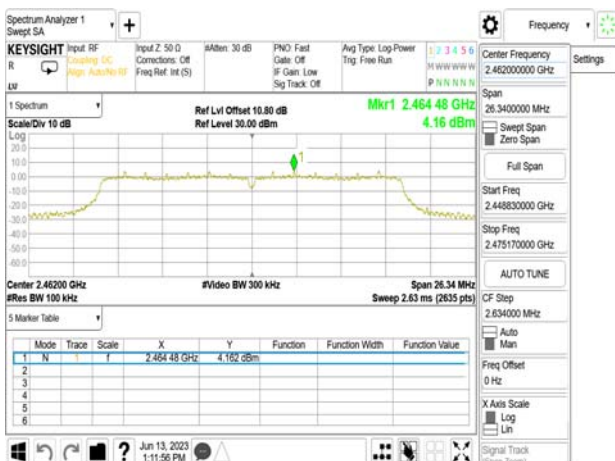 Spectrum Analyzer 1
Swept SA
Frequency
KEYSIGHT
R
Input: RF
Coupling: DC
Align: Auto/No RF
Input Z: 50 Ω
Corrections: Off
Freq Ref: Int (S)
#Atten: 30 dB
PNO: Fast
Gate: Off
IF Gain: Low
Sig Track: Off
Avg Type: Log-Power
Trig: Free Run
1 2 3 4 5 6
M W W W W W
P N N N N N
Center Frequency
2.462000000 GHz
Settings
Span
26.3400000 MHz
Swept Span
Zero Span
Full Span
Start Freq
2.448830000 GHz
Stop Freq
2.475170000 GHz
AUTO TUNE
CF Step
2.634000 MHz
Auto
Man
Freq Offset
0 Hz
X Axis Scale
Log
Lin
Signal Track
1 Spectrum
Scale/Div 10 dB
Ref Lvl Offset 10.80 dB
Ref Level 30.00 dBm
Mkr1 2.464 48 GHz
4.16 dBm
Log
20.0
10.0
0.00
-10.0
-20.0
-30.0
-40.0
-50.0
-60.0
1
Center 2.46200 GHz
#Res BW 100 kHz
#Video BW 300 kHz
Span 26.34 MHz
Sweep 2.63 ms (2635 pts)
5 Marker Table
Mode Trace Scale X Y Function Function Width Function Value
1 N 1 f 2.464 48 GHz 4.162 dBm
2
3
4
5
6
Jun 13, 2023
1:11:56 PM